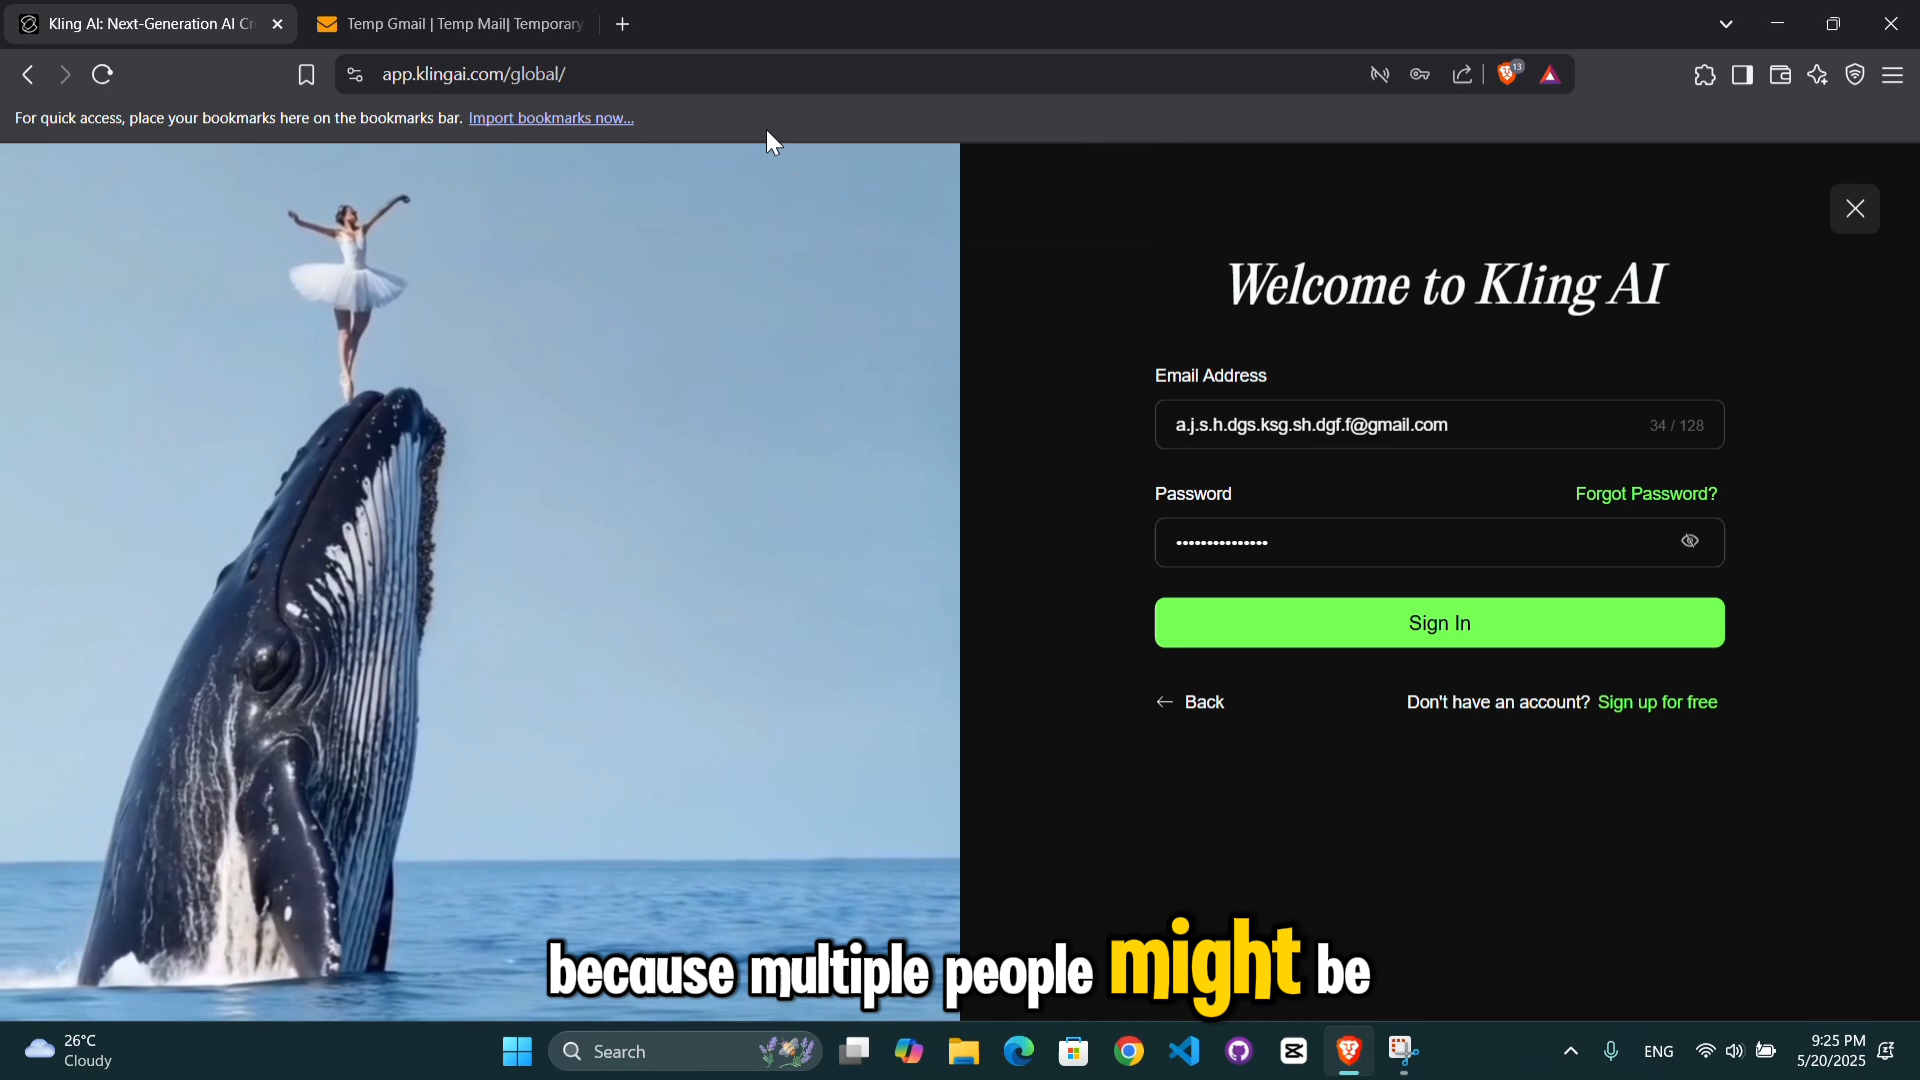 Kling AI: Next-Generation AI Cr
Temp Gmail | Temp Mail| Temporary
app.klingai.com/global/
13
For quick access, place your bookmarks here on the bookmarks bar. Import bookmarks now...
Welcome to Kling AI
Email Address
a.j.s.h.dgs.ksg.sh.dgf.f@gmail.com 34 / 128
Password Forgot Password?
Sign In
Back Don't have an account? Sign up for free
because multiple people might be
26°C
Cloudy
Search
ENG
9:25 PM
5/20/2025